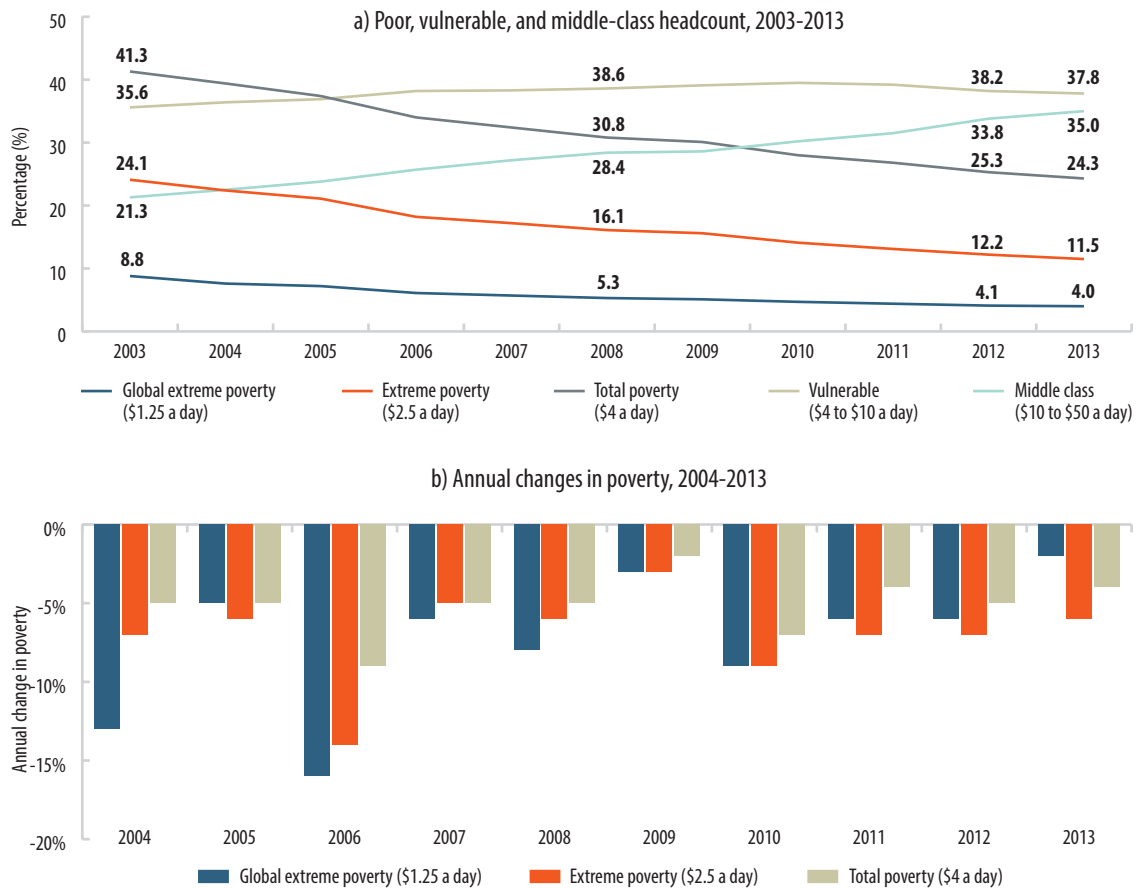 a) Poor, vulnerable, and middle-class headcount, 2003-2013
Percentage (%)
50
40
30
20
10
0
41.3
35.6
24.1
21.3
8.8
38.6
30.8
28.4
16.1
5.3
38.2
33.8
25.3
12.2
4.1
37.8
35.0
24.3
11.5
4.0
2003 2004 2005 2006 2007 2008 2009 2010 2011 2012 2013
Global extreme poverty
($1.25 a day)
Extreme poverty
($2.5 a day)
Total poverty
($4 a day)
Vulnerable
($4 to $10 a day)
Middle class
($10 to $50 a day)
b) Annual changes in poverty, 2004-2013
Annual change in poverty
0%
-5%
-10%
-15%
-20%
2004 2005 2006 2007 2008 2009 2010 2011 2012 2013
Global extreme poverty ($1.25 a day) Extreme poverty ($2.5 a day) Total poverty ($4 a day)